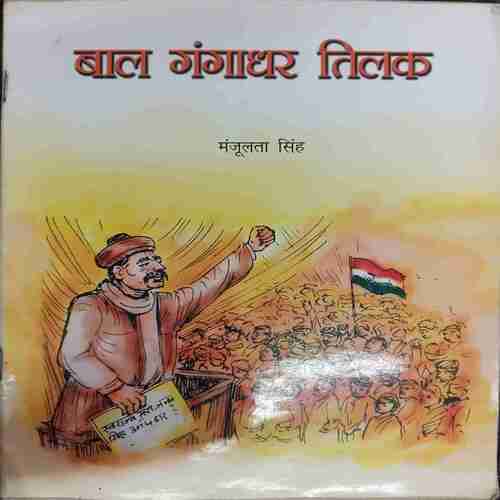 बाल गंगाधर तिलक
मंजूलता सिंह